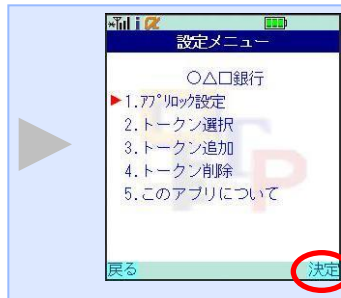 設定メニュー
○△□銀行
1.ｱﾌﾟﾘﾛｯｸ設定
2.トークン選択
3.トークン追加
4.トークン削除
5.このアプリについて
戻る 決定